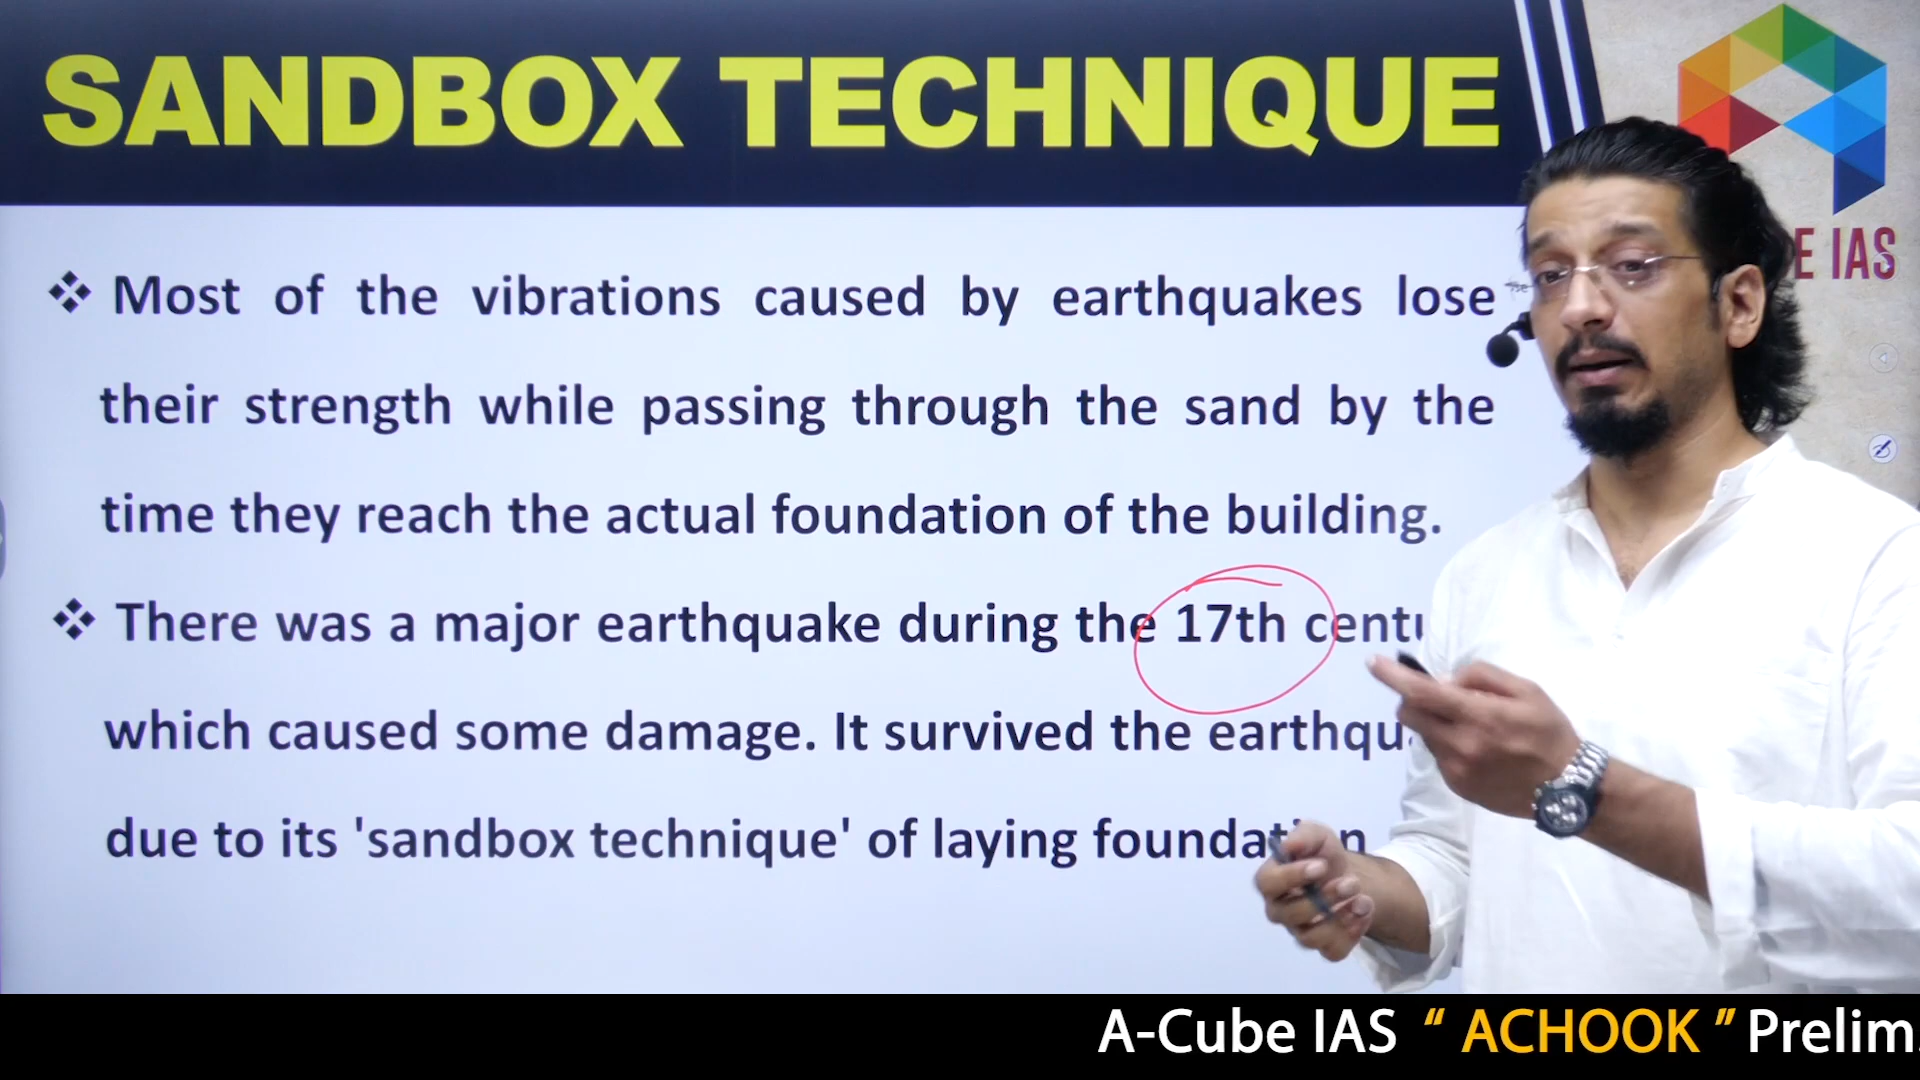 SANDBOX TECHNIQUE
E IAS
❖ Most of the vibrations caused by earthquakes lose
their strength while passing through the sand by the
time they reach the actual foundation of the building.
❖ There was a major earthquake during the 17th
which caused some damage. It survived the
due to its 'sandbox technique' of laying
A-Cube IAS “ ACHOOK ” Prelim